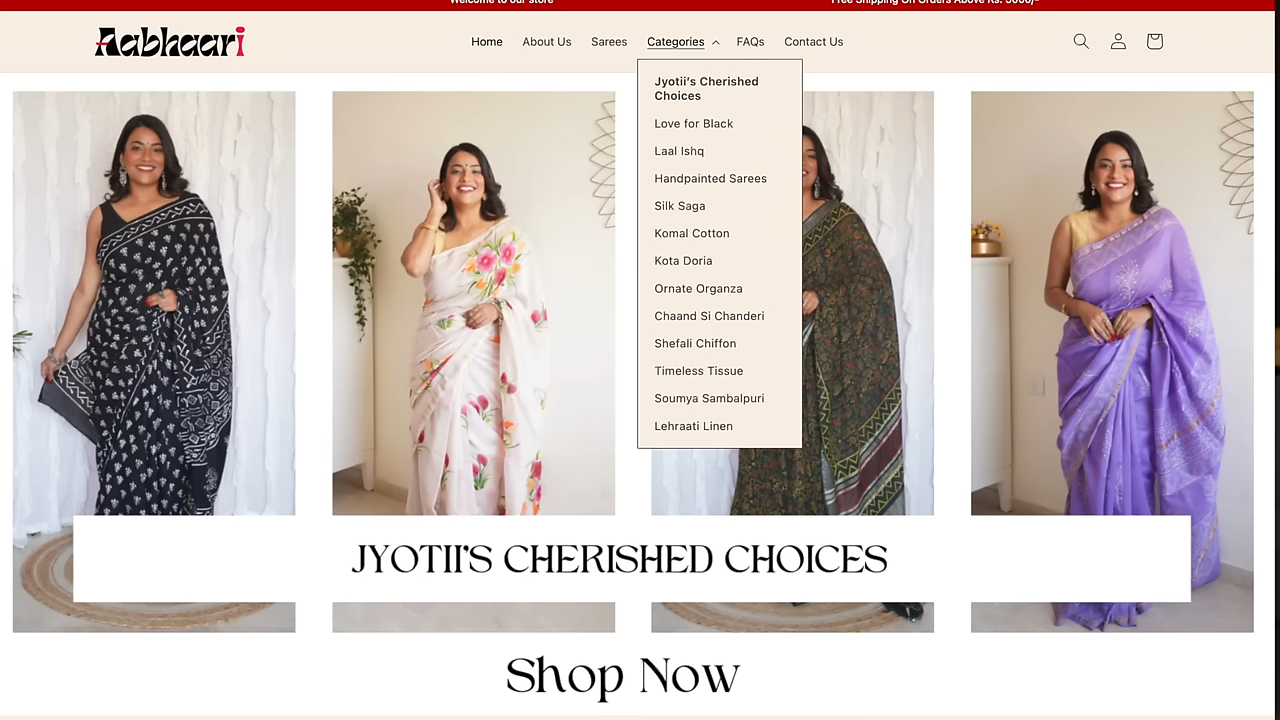 Welcome to our store
Free Shipping On Orders Above Rs. 3000/-
Aabhaari
Home
About Us
Sarees
Categories
FAQs
Contact Us
Jyotii's Cherished
Choices
Love for Black
Laal Ishq
Handpainted Sarees
Silk Saga
Komal Cotton
Kota Doria
Ornate Organza
Chaand Si Chanderi
Shefali Chiffon
Timeless Tissue
Soumya Sambalpuri
Lehraati Linen
JYOTII'S CHERISHED CHOICES
Shop Now